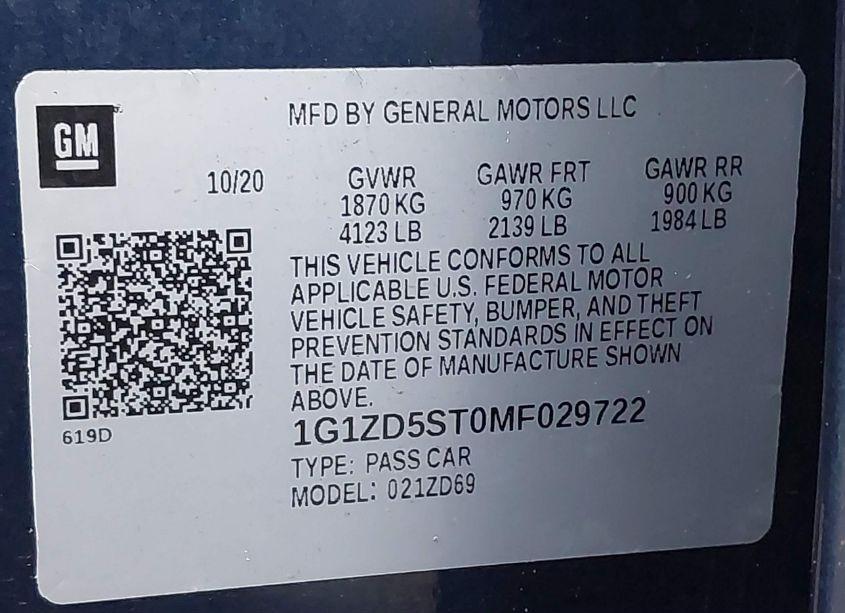 GM
MFD BY GENERAL MOTORS LLC
10/20
GVWR GAWR FRT GAWR RR
1870 KG 970 KG 900 KG
4123 LB 2139 LB 1984 LB
THIS VEHICLE CONFORMS TO ALL
APPLICABLE U.S. FEDERAL MOTOR
VEHICLE SAFETY, BUMPER, AND THEFT
PREVENTION STANDARDS IN EFFECT ON
THE DATE OF MANUFACTURE SHOWN
ABOVE.
619D
1G1ZD5ST0MF029722
TYPE: PASS CAR
MODEL: 021ZD69